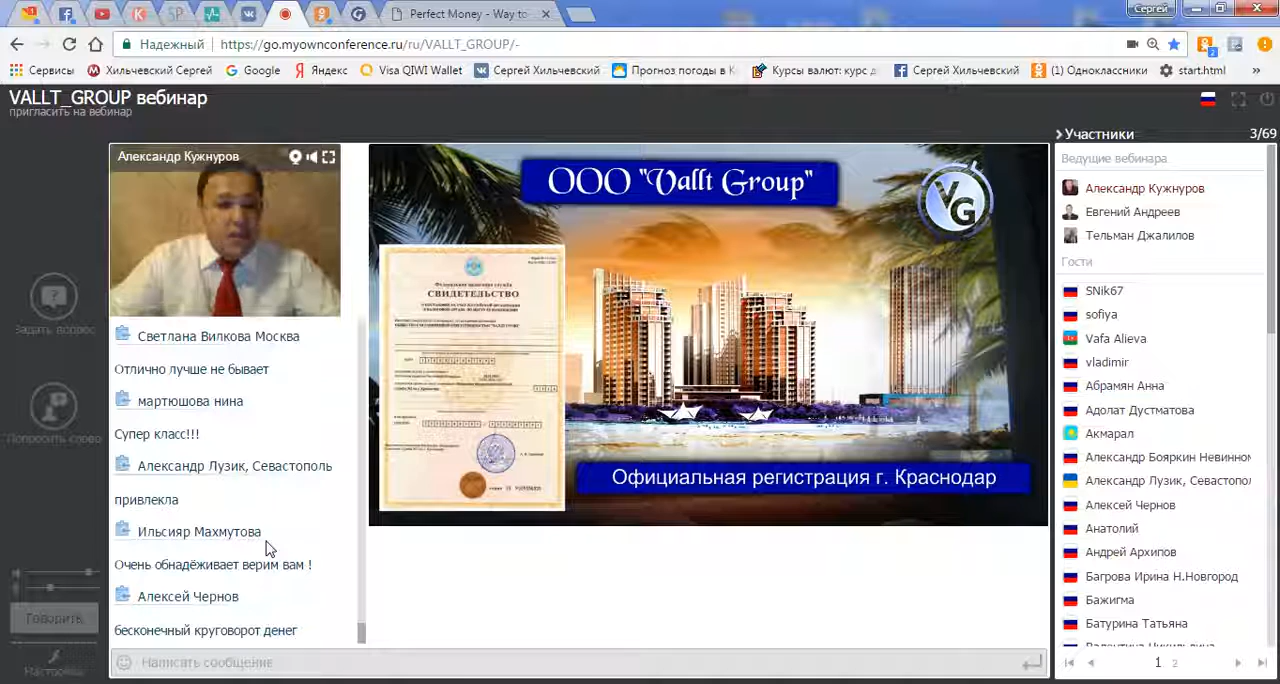 Сергей
Perfect Money - Way to
Надежный
https://go.myownconference.ru/ru/VALLT_GROUP/-
Сервисы
Хильчевский Сергей
Google
Яндекс
Visa QIWI Wallet
Сергей Хильчевский
Прогноз погоды в К
Курсы валют: курс д
Сергей Хильчевский
(1) Одноклассники
start.html
»
VALLT_GROUP вебинар
пригласить на вебинар
Задать вопрос
Попросить слово
Говорить
Настройки
Александр Кужнуров
Светлана Вилкова Москва
Отлично лучше не бывает
мартюшова нина
Супер класс!!!
Александр Лузик, Севастополь
привлекла
Ильсияр Махмутова
Очень обнадёживает верим вам !
Алексей Чернов
бесконечный круговорот денег
Написать сообщение
ООО "Vallt Group"
VG
СВИДЕТЕЛЬСТВО
Официальная регистрация г. Краснодар
Участники
3/69
Ведущие вебинара
Александр Кужнуров
Евгений Андреев
Тельман Джалилов
Гости
SNik67
sofiya
Vafa Alieva
vladimir
Абрамян Анна
Адолат Дустматова
Акмарал
Александр Бояркин Невинном
Александр Лузик, Севастопол
Алексей Чернов
Анатолий
Андрей Архипов
Багрова Ирина Н.Новгород
Бажигма
Батурина Татьяна
1 2